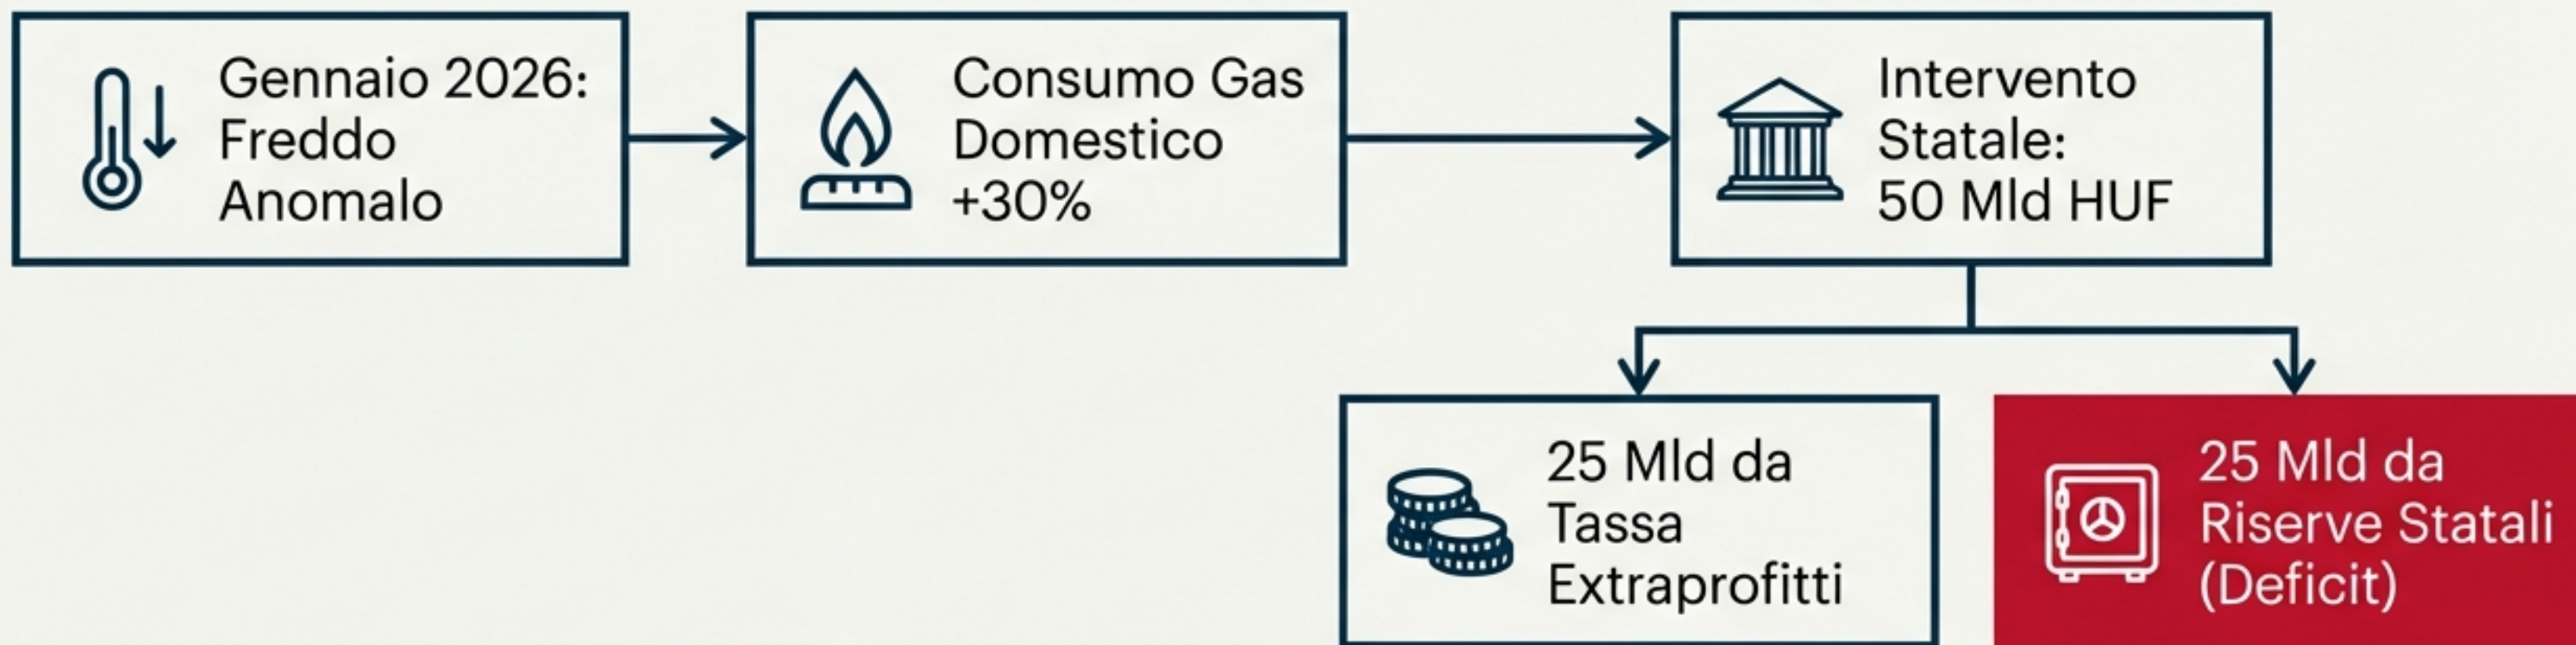 Gennaio 2026:
Freddo
Anomalo
Consumo Gas
Domestico
+30%
Intervento
Statale:
50 Mld HUF
25 Mld da
Tassa
Extraprofitti
25 Mld da
Riserve Statali
(Deficit)